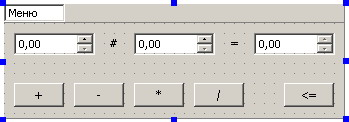 Меню
0,00 # 0,00 = 0,00
+ - * / <=